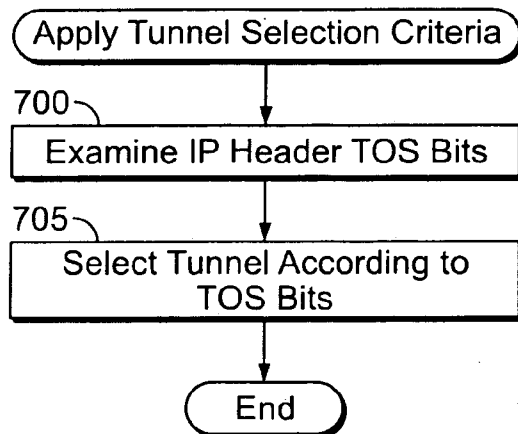 Apply Tunnel Selection Criteria
700
Examine IP Header TOS Bits
705
Select Tunnel According to
TOS Bits
End